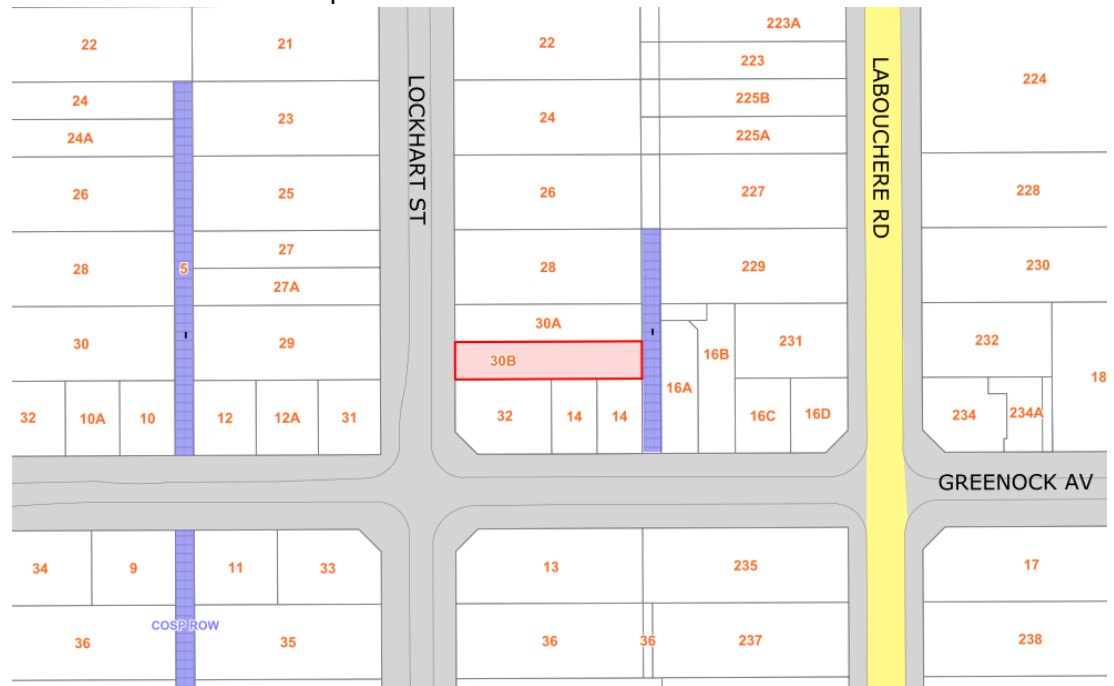 22
21
22
223A
223
24
24A
23
24
225B
225A
224
26
25
26
227
228
28
5
27
27A
28
229
230
30
29
30A
30B
16A
16B
231
232
18
32
10A
10
12
12A
31
32
14
14
16C
16D
234
234A
LOCKHART ST
LABOUCHERE RD
GREENOCK AV
34
9
11
33
13
235
17
COSP ROW
36
35
36
36
237
238